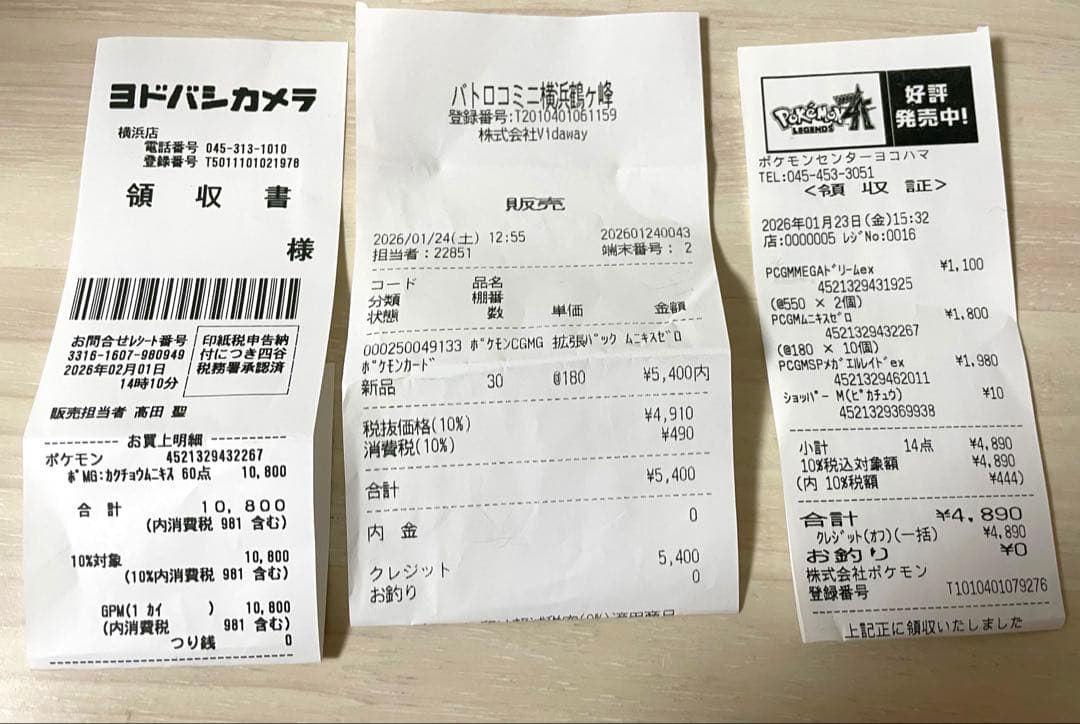 ヨドバシカメラ
横浜店
電話番号 045-313-1010
登録番号 T5011101021978
領 収 書
様
お問合せレシート番号
3316-1607-980949
2026年02月01日
14時10分
印紙税申告納
付につき四谷
税務署承認済
販売担当者 高田 聖
お買上明細
ポケモン 4521329432267
ポMG:カクチョウムニキス 60点 10,800
合 計 10,800
(内消費税 981 含む)
10%対象 10,800
(10%内消費税 981 含む)
GPM(1 カイ ) 10,800
(内消費税 981 含む)
つり銭 0
バトロコミニ横浜鶴ヶ峰
登録番号:T2010401061159
株式会社Vidaway
販売
2026/01/24(土) 12:55 202601240043
担当者:22851 端末番号: 2
コード 品名
分類 棚番
状態 数 単価 金額
000250049133 ポケモンCGMG 拡張パック ムニキスゼロ
ポケモンカード
新品 30 @180 ¥5,400内
税抜価格(10%) ¥4,910
消費税(10%) ¥490
合計 ¥5,400
内 金 0
クレジット 5,400
お釣り 0
Pokémon
LEGENDS
Z-A
好評
発売中!
ポケモンセンターヨコハマ
TEL:045-453-3051
<領 収 証>
2026年01月23日(金)15:32
店:0000005 レジNo:0016
PCGMMEGAドリームex ¥1,100
4521329431925
(@550 × 2個)
PCGMムニキスゼロ ¥1,800
4521329432267
(@180 × 10個)
PCGMSPメガエルレイドex ¥1,980
4521329462011
ショッパー M(ピカチュウ) ¥10
4521329369938
小計 14点 ¥4,890
10%税込対象額 ¥4,890
(内 10%税額 ¥444)
合計 ¥4,890
クレジット(オフ)(一括) ¥4,890
お釣り ¥0
株式会社ポケモン
登録番号 T1010401079276
上記正に領収いたしました